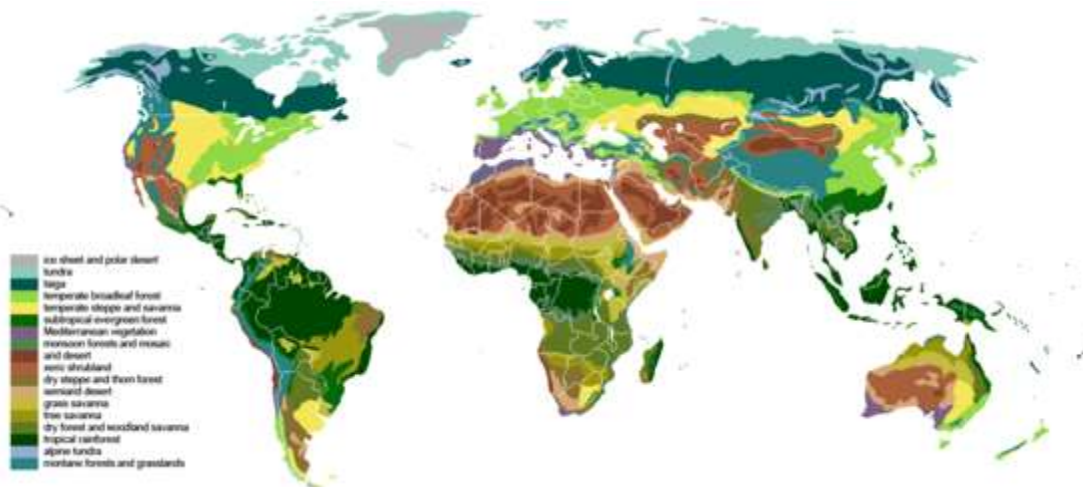 ice sheet and polar desert
tundra
taiga
temperate broadleaf forest
temperate steppe and savanna
subtropical evergreen forest
Mediterranean vegetation
monsoon forests and mosaic
arid desert
xeric shrubland
dry steppe and thorn forest
semiarid desert
grass savanna
tree savanna
dry forest and woodland savanna
tropical rainforest
alpine tundra
montane forests and grasslands